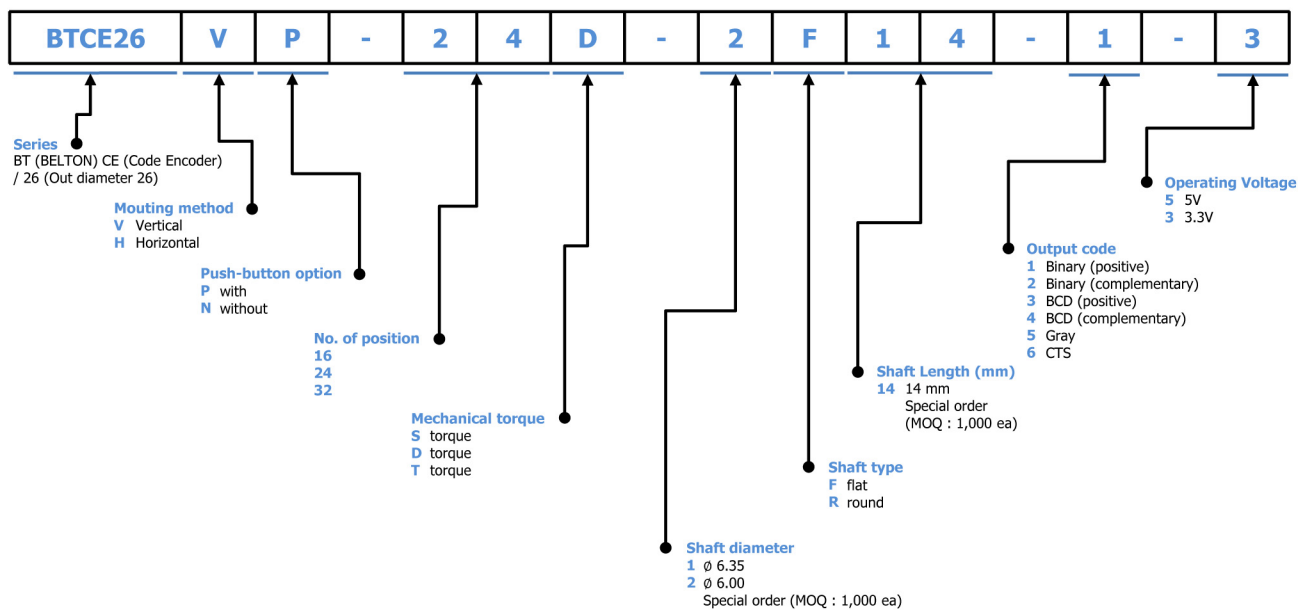 BTCE26 V P - 2 4 D - 2 F 1 4 - 1 - 3
Series
BT (BELTON) CE (Code Encoder)
/ 26 (Out diameter 26)
Mouting method
V Vertical
H Horizontal
Push-button option
P with
N without
No. of position
16
24
32
Mechanical torque
S torque
D torque
T torque
Shaft diameter
1 ø 6.35
2 ø 6.00
Special order (MOQ : 1,000 ea)
Shaft type
F flat
R round
Shaft Length (mm)
14 14 mm
Special order
(MOQ : 1,000 ea)
Output code
1 Binary (positive)
2 Binary (complementary)
3 BCD (positive)
4 BCD (complementary)
5 Gray
6 CTS
Operating Voltage
5 5V
3 3.3V